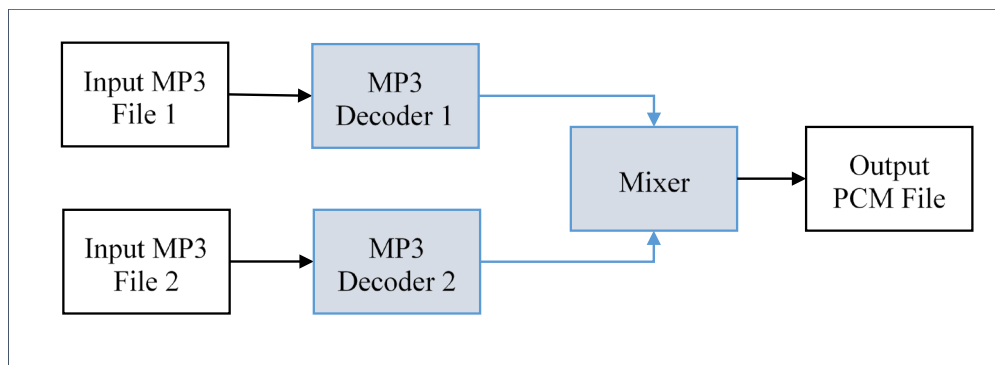 Input MP3
File 1
MP3
Decoder 1
Mixer
Output
PCM File
Input MP3
File 2
MP3
Decoder 2